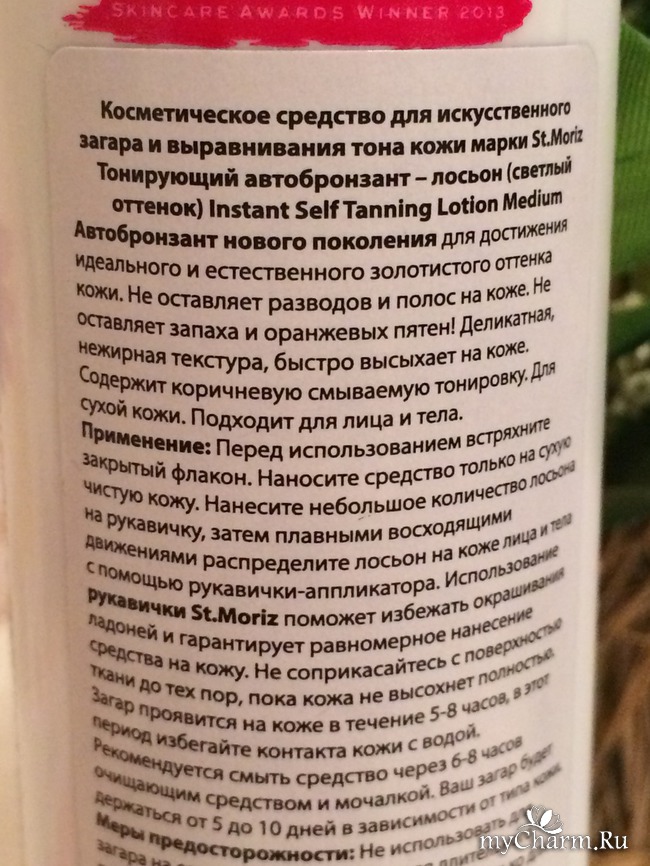 SKINCARE AWARDS WINNER 2013
Косметическое средство для искусственного
загара и выравнивания тона кожи марки St.Moriz
Тонирующий автобронзант – лосьон (светлый
оттенок) Instant Self Tanning Lotion Medium
Автобронзант нового поколения для достижения
идеального и естественного золотистого оттенка
кожи. Не оставляет разводов и полос на коже. Не
оставляет запаха и оранжевых пятен! Деликатная,
нежирная текстура, быстро высыхает на коже.
Содержит коричневую смываемую тонировку. Для
сухой кожи. Подходит для лица и тела.
Применение: Перед использованием встряхните
закрытый флакон. Наносите средство только на сухую
чистую кожу. Нанесите небольшое количество лосьона
на рукавичку, затем плавными восходящими
движениями распределите лосьон на коже лица и тела
с помощью рукавички-аппликатора. Использование
рукавички St.Moriz поможет избежать окрашивания
ладоней и гарантирует равномерное нанесение
средства на кожу. Не соприкасайтесь с поверхностью
ткани до тех пор, пока кожа не высохнет полностью.
Загар проявится на коже в течение 5-8 часов, в этот
период избегайте контакта кожи с водой.
Рекомендуется смыть средство через 6-8 часов
очищающим средством и мочалкой. Ваш загар будет
держаться от 5 до 10 дней в зависимости от типа кожи.
Меры предосторожности: Не использовать для
загара на
myCharm.Ru